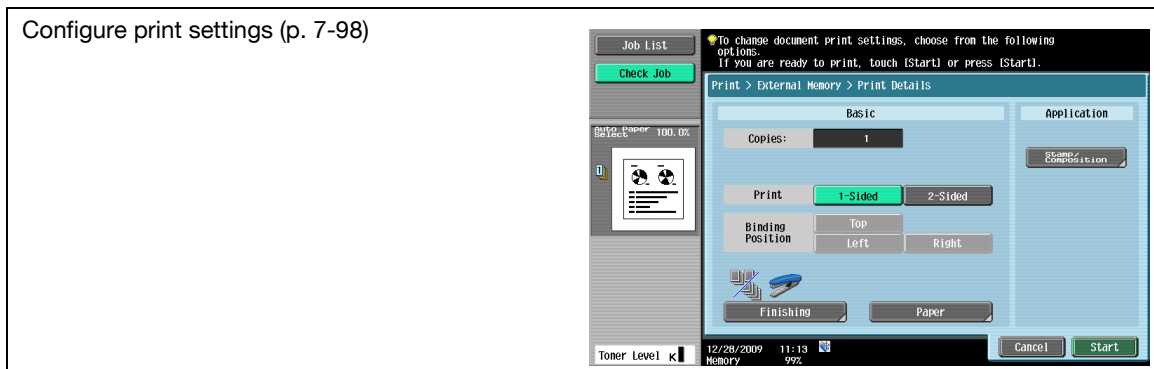 Configure print settings (p. 7-98)
Job List
Check Job
To change document print settings, choose from the following
options.
If you are ready to print, touch [Start] or press [Start].
Print > External Memory > Print Details
Basic
Application
Auto Paper
Select
100.0%
Copies:
1
Stamp/
Composition
1
Print
1-Sided
2-Sided
Binding
Position
Top
Left
Right
Finishing
Paper
Toner Level K
12/28/2009 11:13
Memory 99%
Cancel
Start